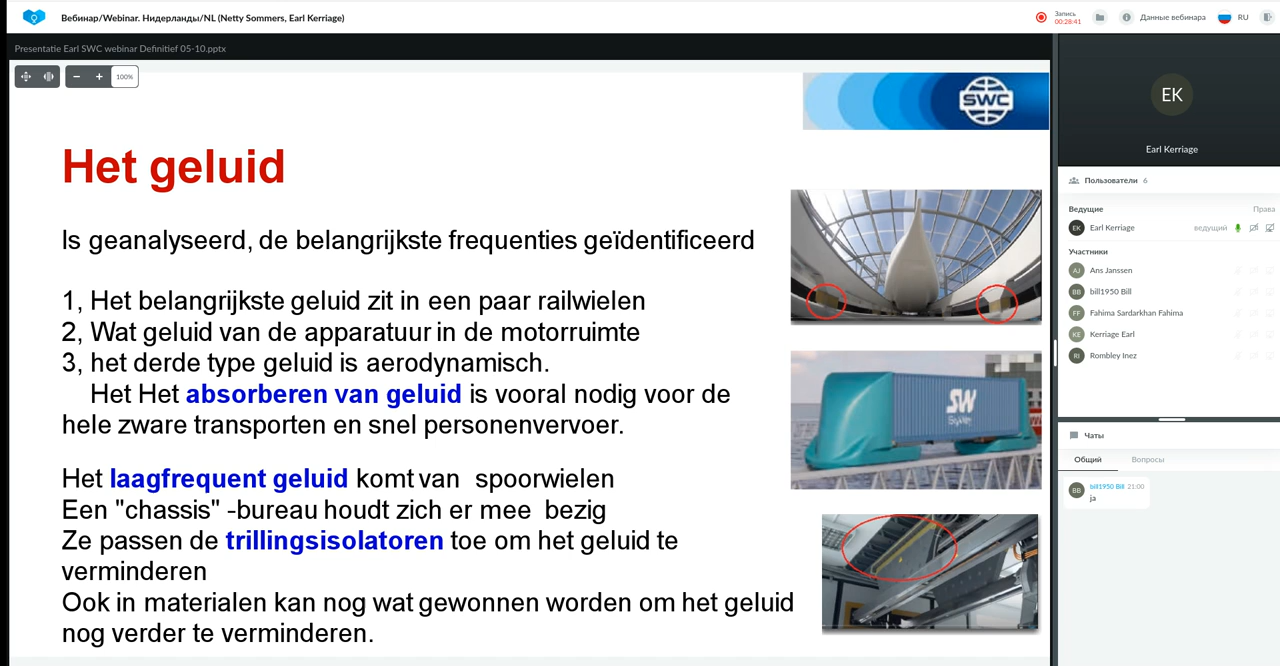 Вебинар/Webinar. Нидерланды/NL (Netty Sommers, Earl Kerriage)
Запись
00:28:41
Данные вебинара
RU
Presentatie Earl SWC webinar Definitief 05-10.pptx
100%
SWC
Het geluid
Is geanalyseerd, de belangrijkste frequenties geïdentificeerd
1, Het belangrijkste geluid zit in een paar railwielen
2, Wat geluid van de apparatuur in de motorruimte
3, het derde type geluid is aerodynamisch.
Het Het absorberen van geluid is vooral nodig voor de
hele zware transporten en snel personenvervoer.
Het laagfrequent geluid komt van spoorwielen
Een "chassis" -bureau houdt zich er mee bezig
Ze passen de trillingsisolatoren toe om het geluid te
verminderen
Ook in materialen kan nog wat gewonnen worden om het geluid
nog verder te verminderen.
SW
EK
Earl Kerriage
Пользователи 6
Ведущие
Права
EK Earl Kerriage ведущий
Участники
AJ Ans Janssen
BB bill1950 Bill
FF Fahima Sardarkhan Fahima
KE Kerriage Earl
RI Rombley Inez
Чаты
Общий
Вопросы
BB bill1950 Bill 21:00
ja